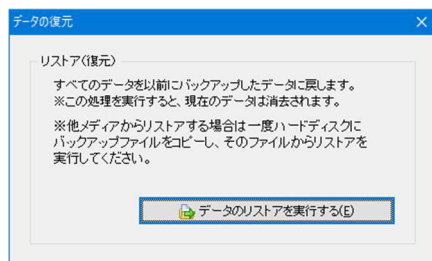 データの復元
リストア(復元)
すべてのデータを以前にバックアップしたデータに戻します。
※この処理を実行すると、現在のデータは消去されます。
※他メディアからリストアする場合は一度ハードディスクに
バックアップファイルをコピーし、そのファイルからリストアを
実行してください。
データのリストアを実行する(E)